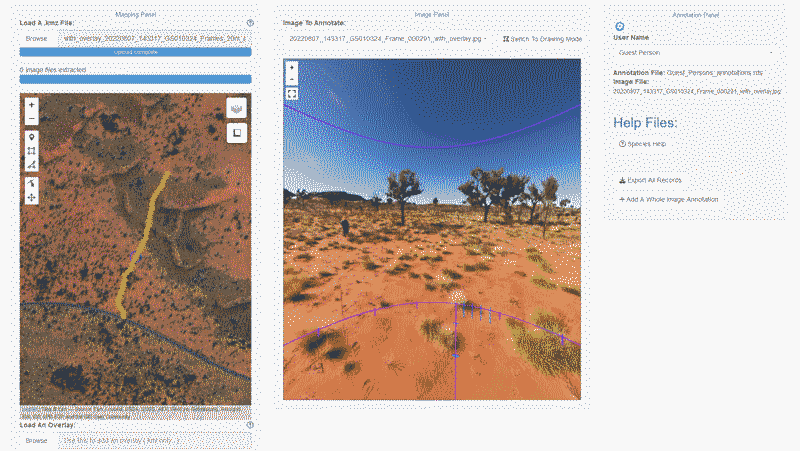 Mapping Panel
Load A .kmz File:
Browse
with_overlay_20220607_143317_GS010324_Frames_20m_c
Upload complete
0 image files extracted
Load An Overlay:
Browse
Use this to add an overlay (.kml only...)
Image Panel
Image To Annotate:
20220607_143317_GS010324_Frame_000291_with_overlay.jpg
Switch To Drawing Mode
Annotation Panel
User Name
Guest Person
Annotation File: Guest_Persons_annotations.rds
Image File:
20220607_143317_GS010324_Frame_000291_with_overlay.jpg
Help Files:
Species Help
Export All Records
Add A Whole Image Annotation